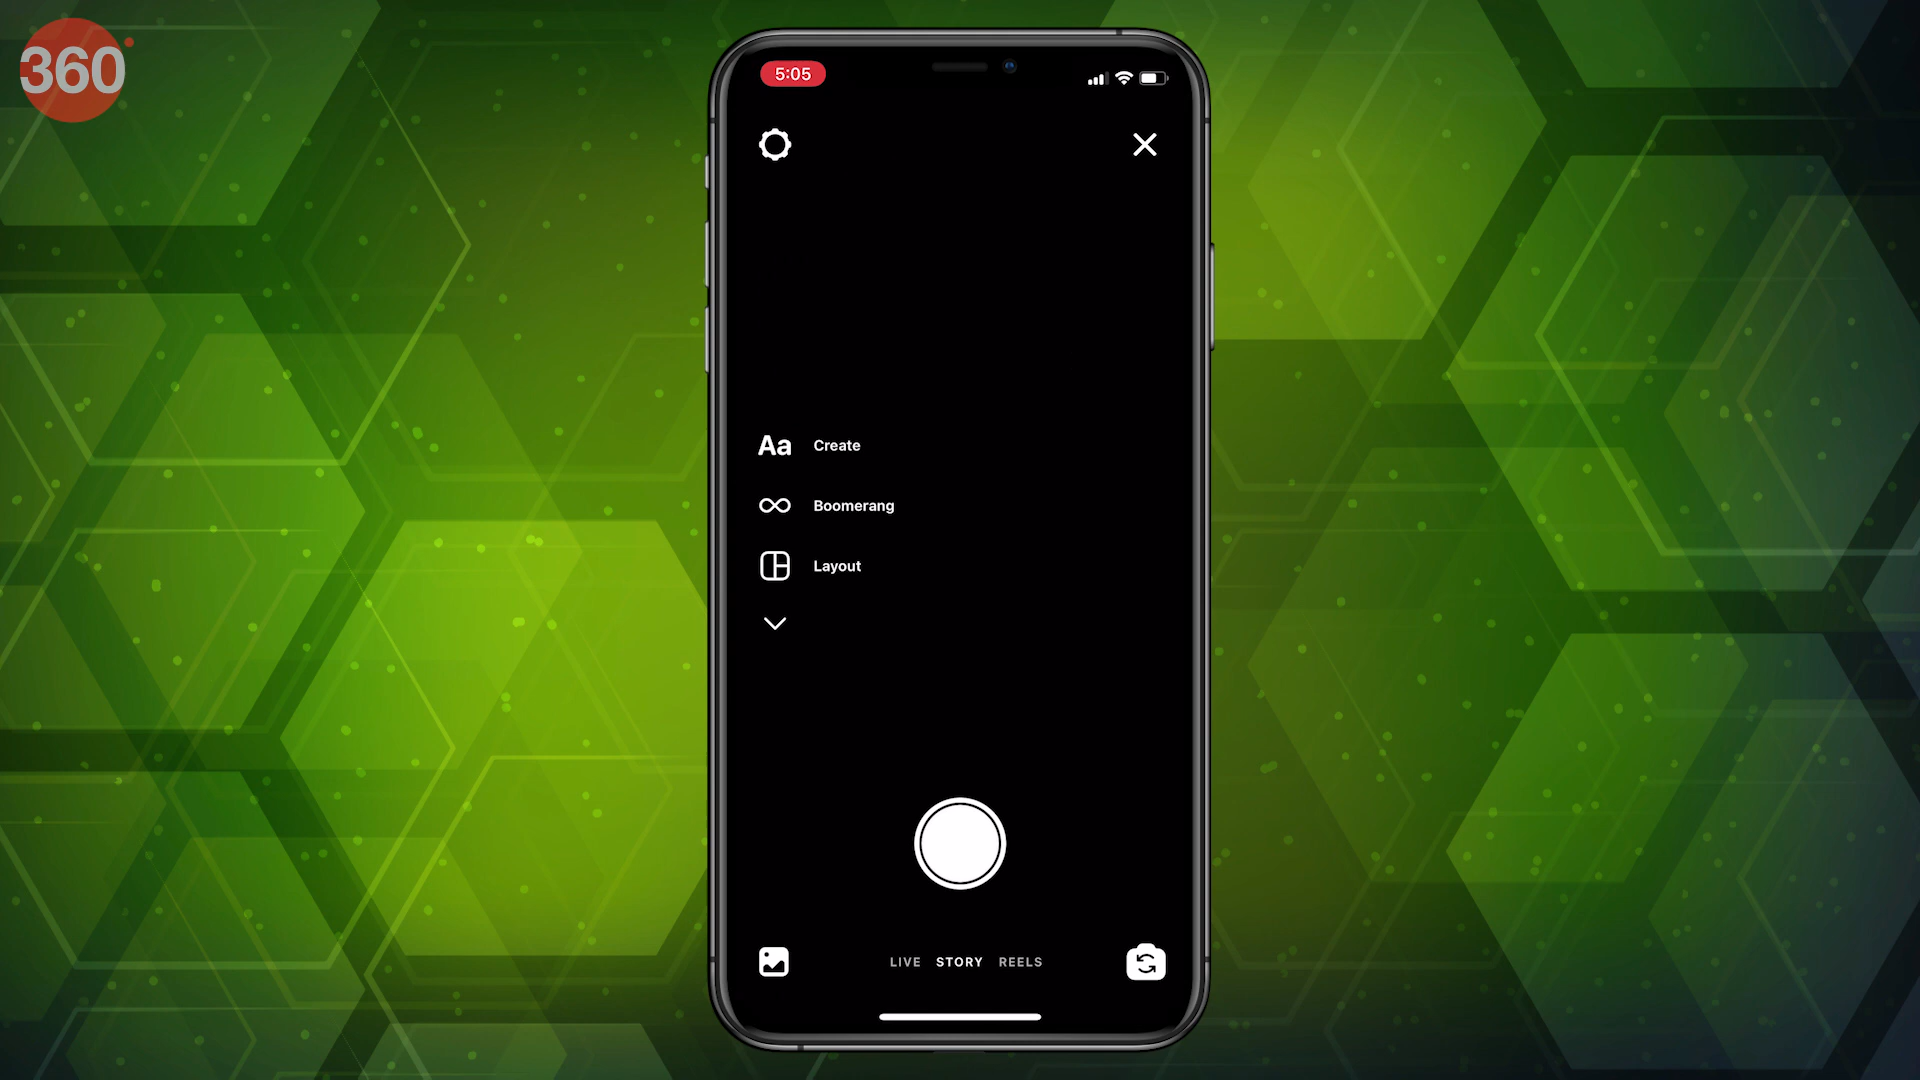 360
5:05
Aa Create
Boomerang
Layout
LIVE STORY REELS